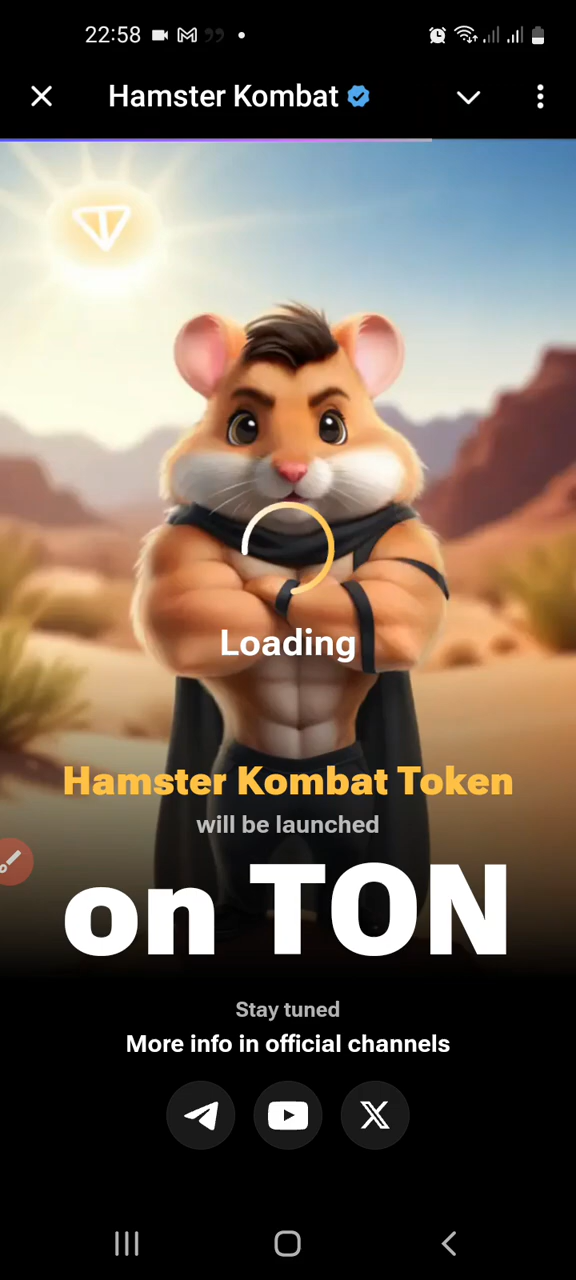 22:58
Hamster Kombat
Loading
Hamster Kombat Token
will be launched
on TON
Stay tuned
More info in official channels